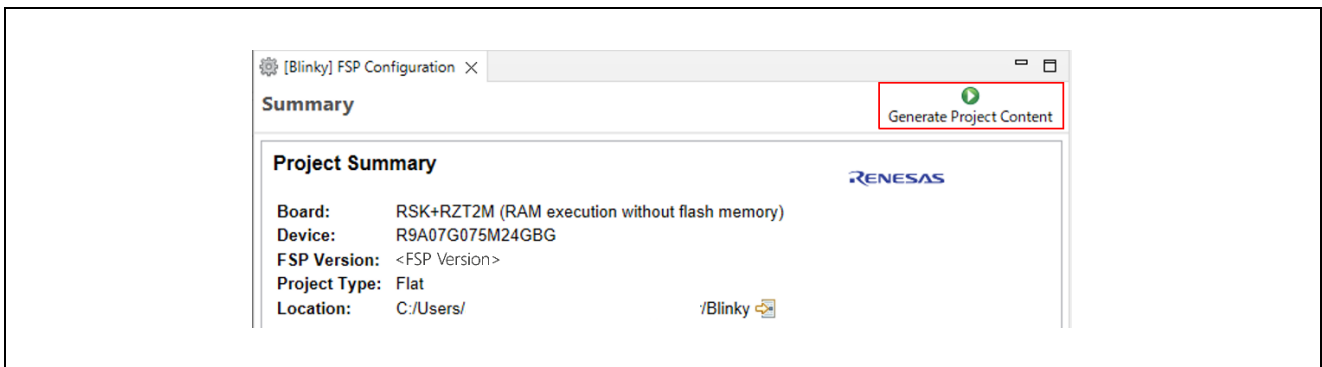 [Blinky] FSP Configuration
Summary
Generate Project Content
Project Summary
RENESAS
Board: RSK+RZT2M (RAM execution without flash memory)
Device: R9A07G075M24GBG
FSP Version: <FSP Version>
Project Type: Flat
Location: C:/Users/ /Blinky